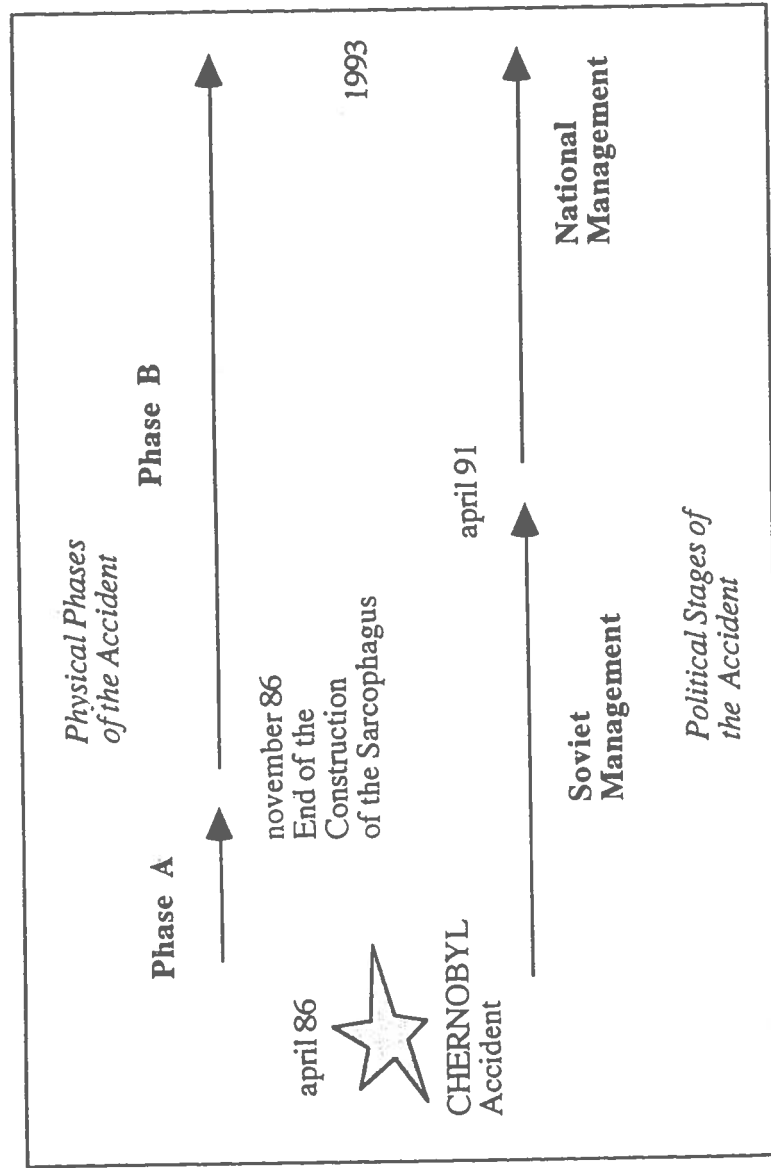 Physical Phases
of the Accident
Phase A
Phase B
april 86
november 86
End of the
Construction
of the Sarcophagus
1993
CHERNOBYL
Accident
april 91
Soviet
Management
National
Management
Political Stages of
the Accident